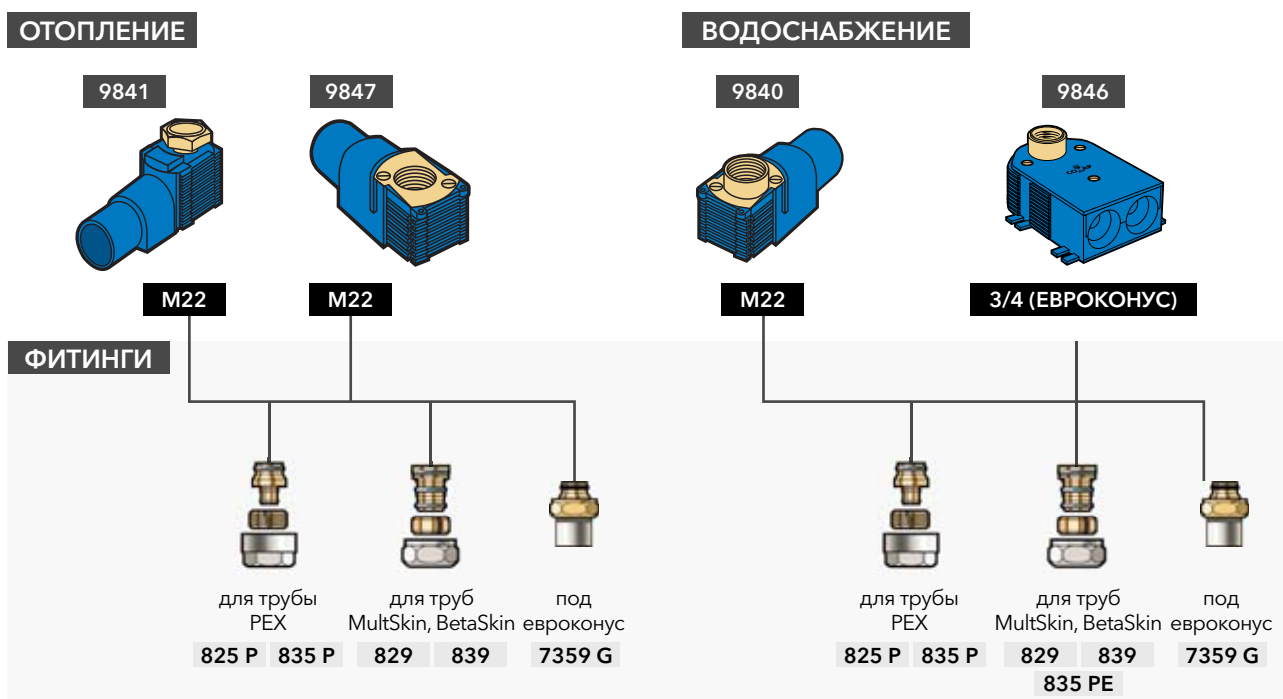 ОТОПЛЕНИЕ
ВОДОСНАБЖЕНИЕ
9841
9847
9840
9846
M22
M22
M22
3/4 (ЕВРОКОНУС)
ФИТИНГИ
для трубы
PEX
825 P 835 P
для труб
MultSkin, BetaSkin
829 839
под
евроконус
7359 G
для трубы
PEX
825 P 835 P
для труб
MultSkin, BetaSkin
829 839
835 PE
под
евроконус
7359 G